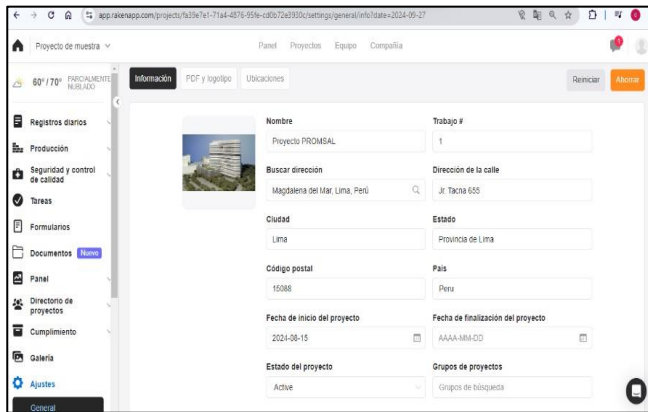 app.rakenapp.com/projects/fa39e7e1-71a4-4876-95fe-cd0b72e3930c/settings/general/info?date=2024-09-27
Proyecto de muestra
Panel Proyectos Equipo Compañía
60° / 70° PARCIALMENTE NUBLADO
Información PDF y logotipo Ubicaciones
Reiniciar Ahorrar
Registros diarios
Producción
Seguridad y control
de calidad
Tareas
Formularios
Documentos Nuevo
Panel
Directorio de
proyectos
Cumplimiento
Galería
Ajustes
General
Nombre Trabajo #
Proyecto PROMSAL 1
Buscar dirección Dirección de la calle
Magdalena del Mar, Lima, Perú Jr. Tacna 655
Ciudad Estado
Lima Provincia de Lima
Código postal País
15088 Peru
Fecha de inicio del proyecto Fecha de finalización del proyecto
2024-08-15 AAAA-MM-DD
Estado del proyecto Grupos de proyectos
Active Grupos de búsqueda